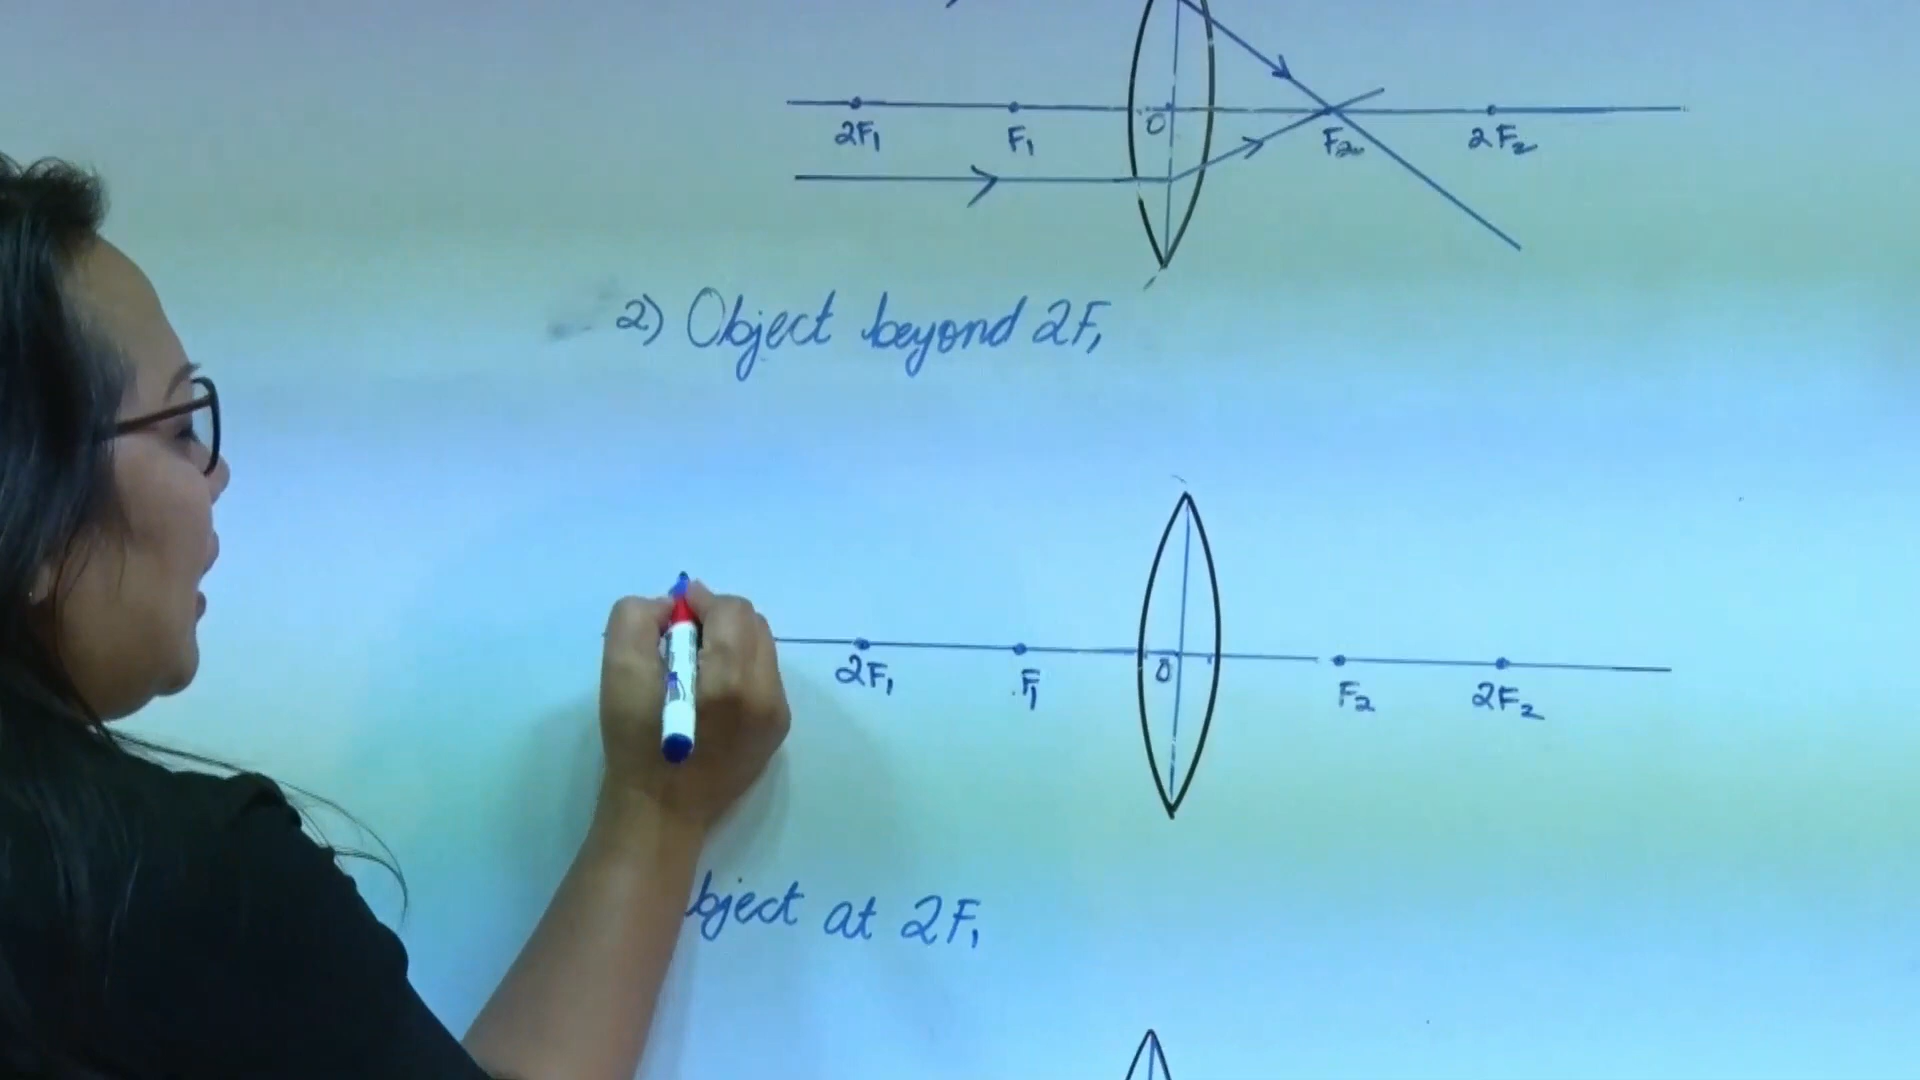 2F₁ F₁ O F₂ 2F₂
2) Object beyond 2F₁
2F₁ F₁ O F₂ 2F₂
bject at 2F₁